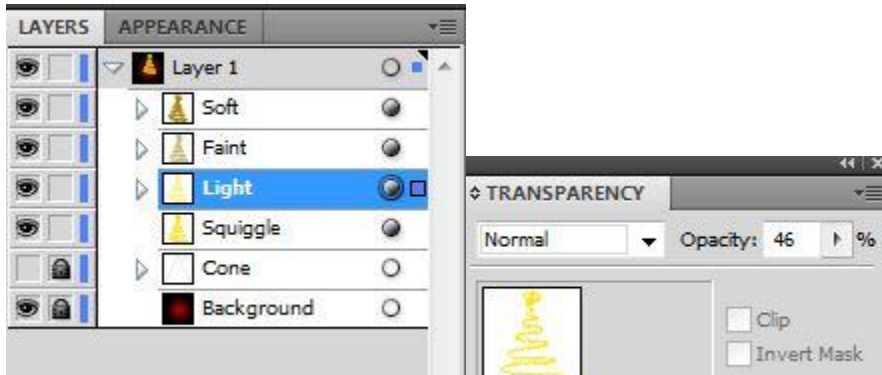 LAYERS APPEARANCE
Layer 1
Soft
Faint
Light
Squiggle
Cone
Background
TRANSPARENCY
Normal Opacity: 46 %
Clip
Invert Mask